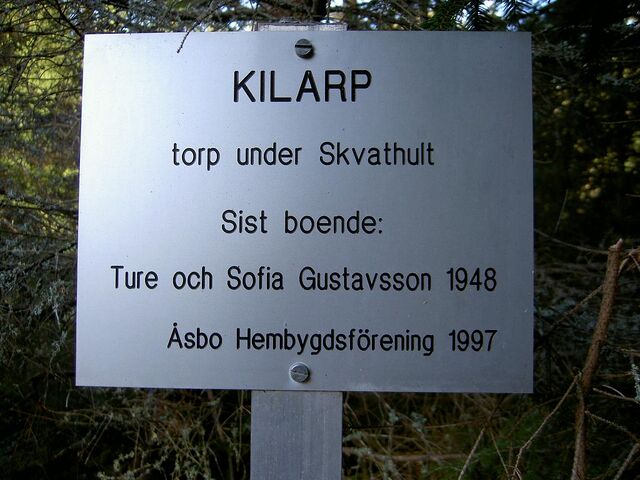 KILARP
torp under Skvathult
Sist boende:
Ture och Sofia Gustavsson 1948
Åsbo Hembygdsförening 1997